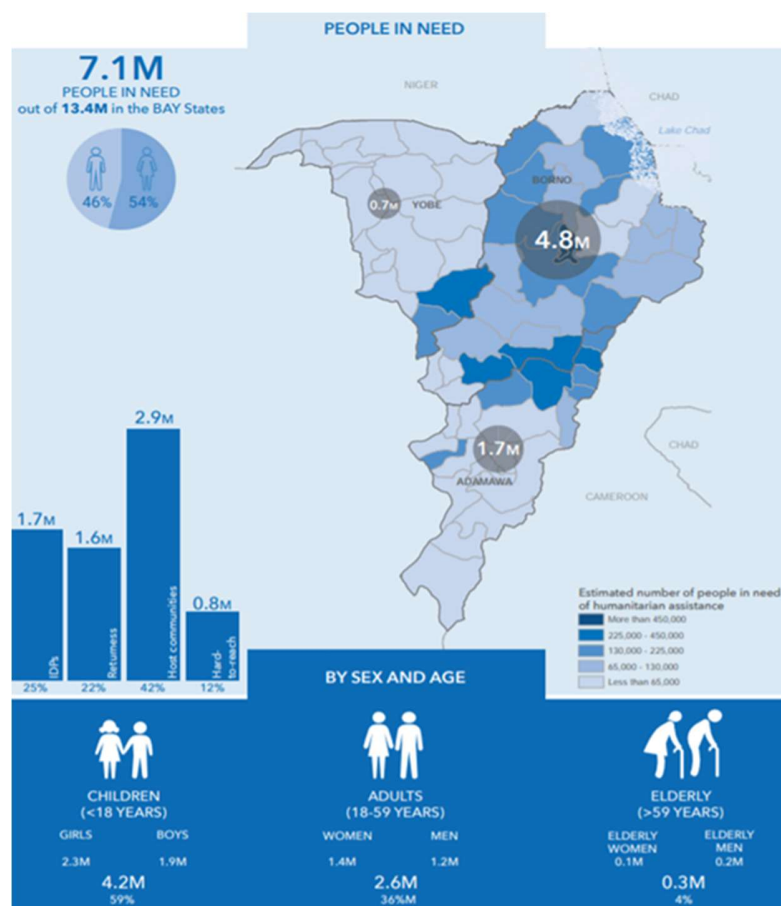 PEOPLE IN NEED
7.1M
PEOPLE IN NEED
out of 13.4M in the BAY States
46%
54%
NIGER
CHAD
Lake Chad
BORNO
0.7M
YOBE
4.8M
1.7M
ADAMAWA
CHAD
CAMEROON
2.9M
1.7M
1.6M
0.8M
IDPs
Returness
Host communities
Hard-
to-reach
25%
22%
42%
12%
Estimated number of people in need
of humanitarian assistance
More than 450,000
225,000 - 450,000
130,000 - 225,000
65,000 - 130,000
Less than 65,000
BY SEX AND AGE
CHILDREN
(<18 YEARS)
GIRLS
BOYS
2.3M
1.9M
4.2M
59%
ADULTS
(18-59 YEARS)
WOMEN
MEN
1.4M
1.2M
2.6M
36%M
ELDERLY
(>59 YEARS)
ELDERLY
WOMEN
ELDERLY
MEN
0.1M
0.2M
0.3M
4%